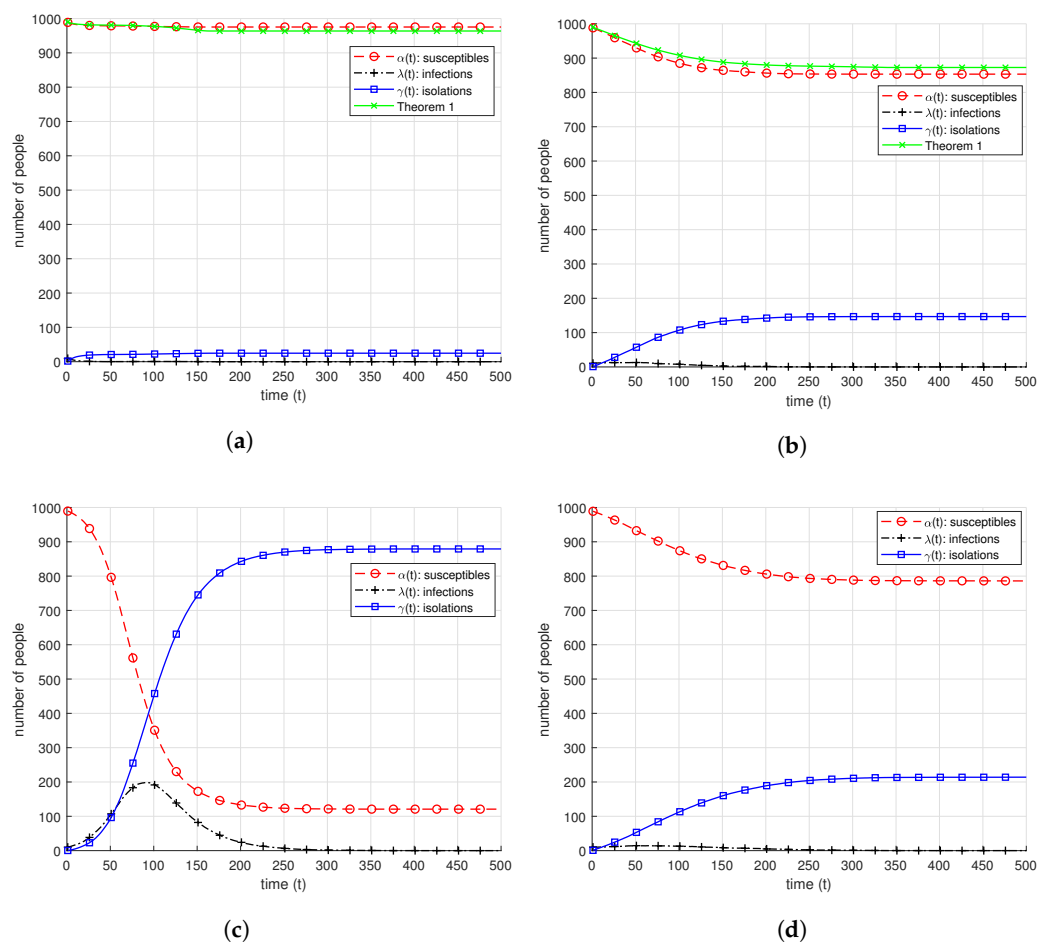 1000
900
800
700
600
500
400
300
200
100
0
number of people
α(t): susceptibles
λ(t): infections
γ(t): isolations
Theorem 1
0 50 100 150 200 250 300 350 400 450 500
time (t)
(a)
1000
900
800
700
600
500
400
300
200
100
0
number of people
α(t): susceptibles
λ(t): infections
γ(t): isolations
Theorem 1
0 50 100 150 200 250 300 350 400 450 500
time (t)
(b)
1000
900
800
700
600
500
400
300
200
100
0
number of people
α(t): susceptibles
λ(t): infections
γ(t): isolations
0 50 100 150 200 250 300 350 400 450 500
time (t)
(c)
1000
900
800
700
600
500
400
300
200
100
0
number of people
α(t): susceptibles
λ(t): infections
γ(t): isolations
0 50 100 150 200 250 300 350 400 450 500
time (t)
(d)